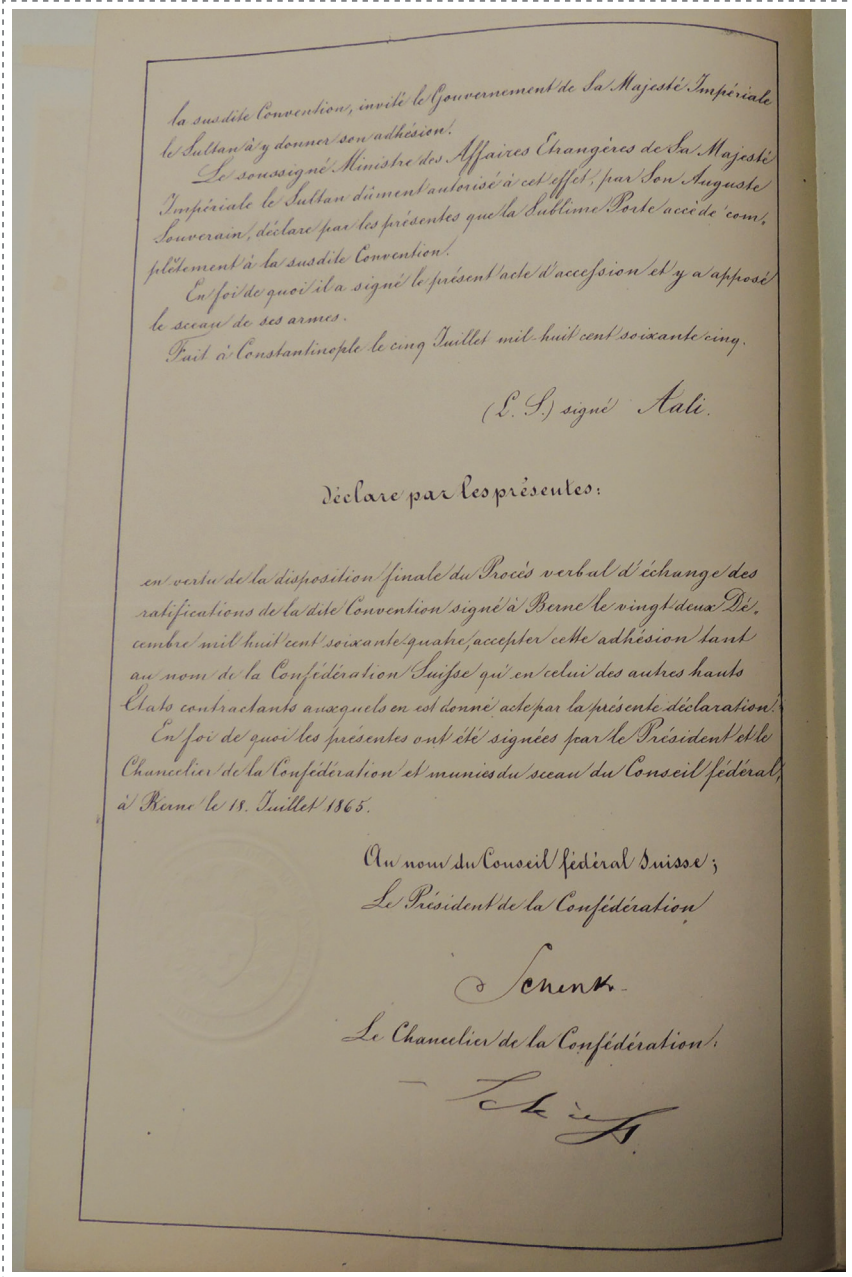 la susdite Convention, invité le Gouvernement de Sa Majesté Impériale
le Sultan à y donner son adhésion.
Le soussigné Ministre des Affaires Etrangères de Sa Majesté
Impériale le Sultan dûment autorisé à cet effet, par Son Auguste
Souverain, déclare par les présentes que la Sublime Porte accède com-
plètement à la susdite Convention.
En foi de quoi il a signé le présent acte d'accession et y a apposé
le sceau de ses armes.
Fait à Constantinople le cinq Juillet mil-huit cent soixante cinq.
(L. S.) signé Aali.
Déclare par les présentes:
en vertu de la disposition finale du Procès verbal d'échange des
ratifications de la dite Convention signé à Berne le vingt deux Dé-
cembre mil huit cent soixante quatre, accepter cette adhésion tant
au nom de la Confédération Suisse qu'en celui des autres hauts
Etats contractants auxquels en est donné acte par la présente déclaration.
En foi de quoi les présentes ont été signées par le Président et le
Chancelier de la Confédération et munies du sceau du Conseil fédéral,
à Berne le 18. Juillet 1865.
Au nom du Conseil fédéral Suisse;
Le Président de la Confédération
Schenk
Le Chancelier de la Confédération: